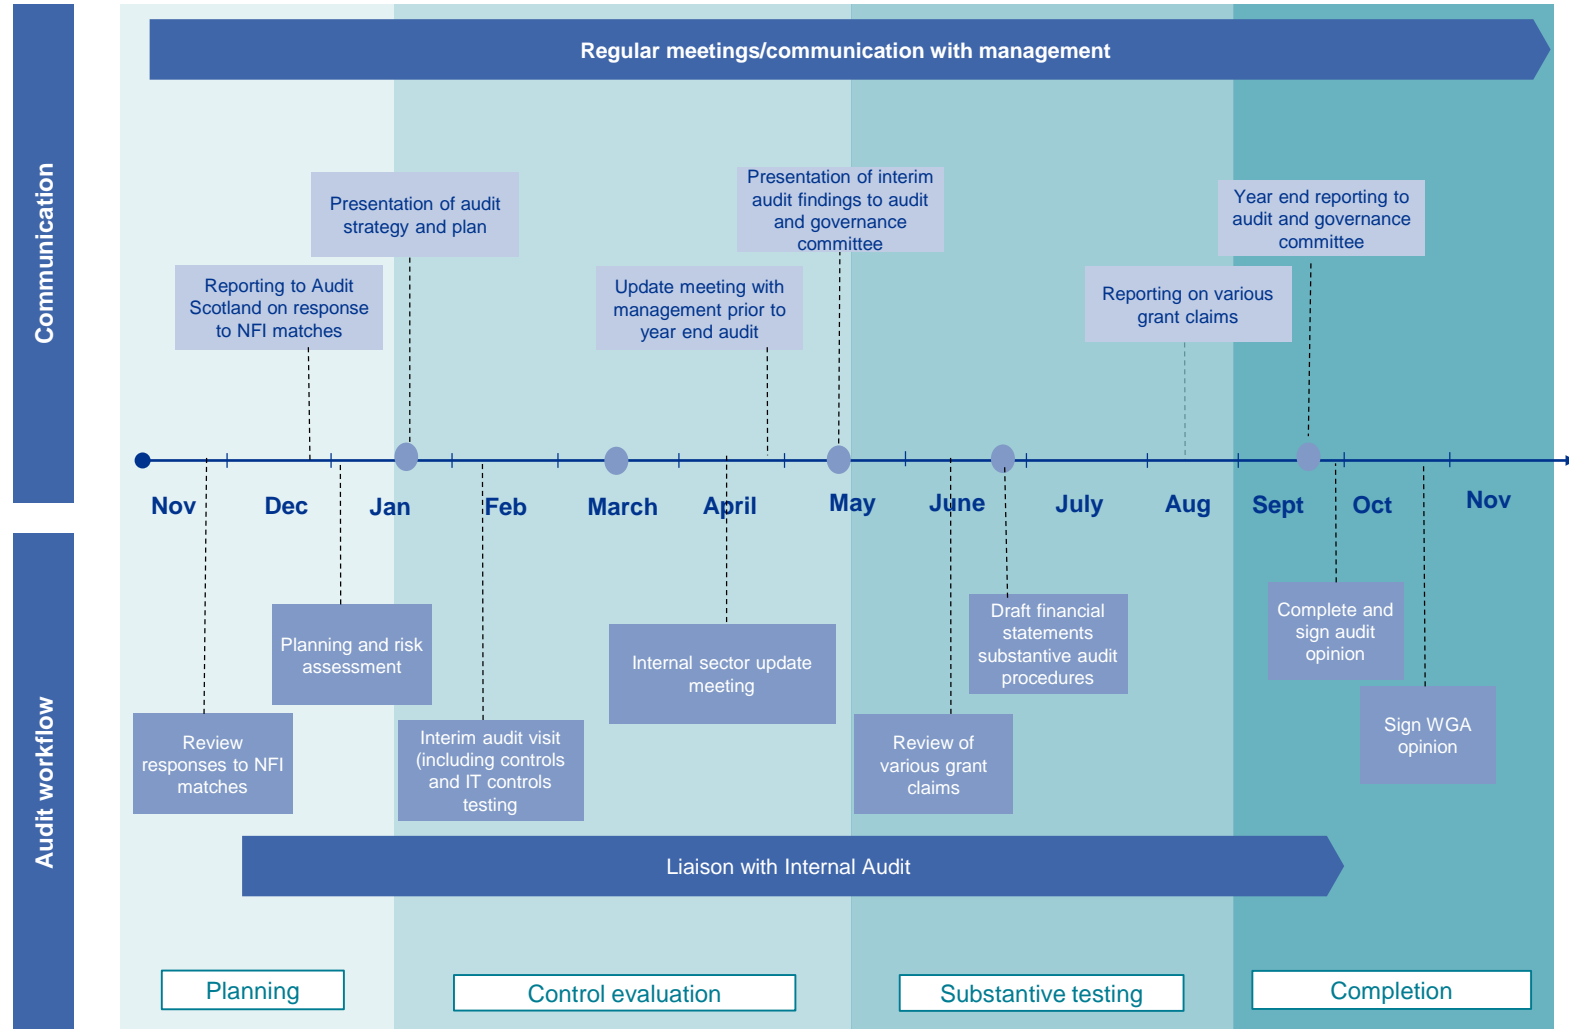 Communication
Regular meetings/communication with management
Presentation of audit
strategy and plan
Presentation of interim
audit findings to audit
and governance
committee
Year end reporting to
audit and governance
committee
Reporting to Audit
Scotland on response
to NFI matches
Update meeting with
management prior to
year end audit
Reporting on various
grant claims
Nov
Dec
Jan
Feb
March
April
May
June
July
Aug
Sept
Oct
Nov
Audit workflow
Planning and risk
assessment
Internal sector update
meeting
Draft financial
statements
substantive audit
procedures
Complete and
sign audit
opinion
Review
responses to NFI
matches
Interim audit visit
(including controls
and IT controls
testing
Review of
various grant
claims
Sign WGA
opinion
Liaison with Internal Audit
Planning
Control evaluation
Substantive testing
Completion